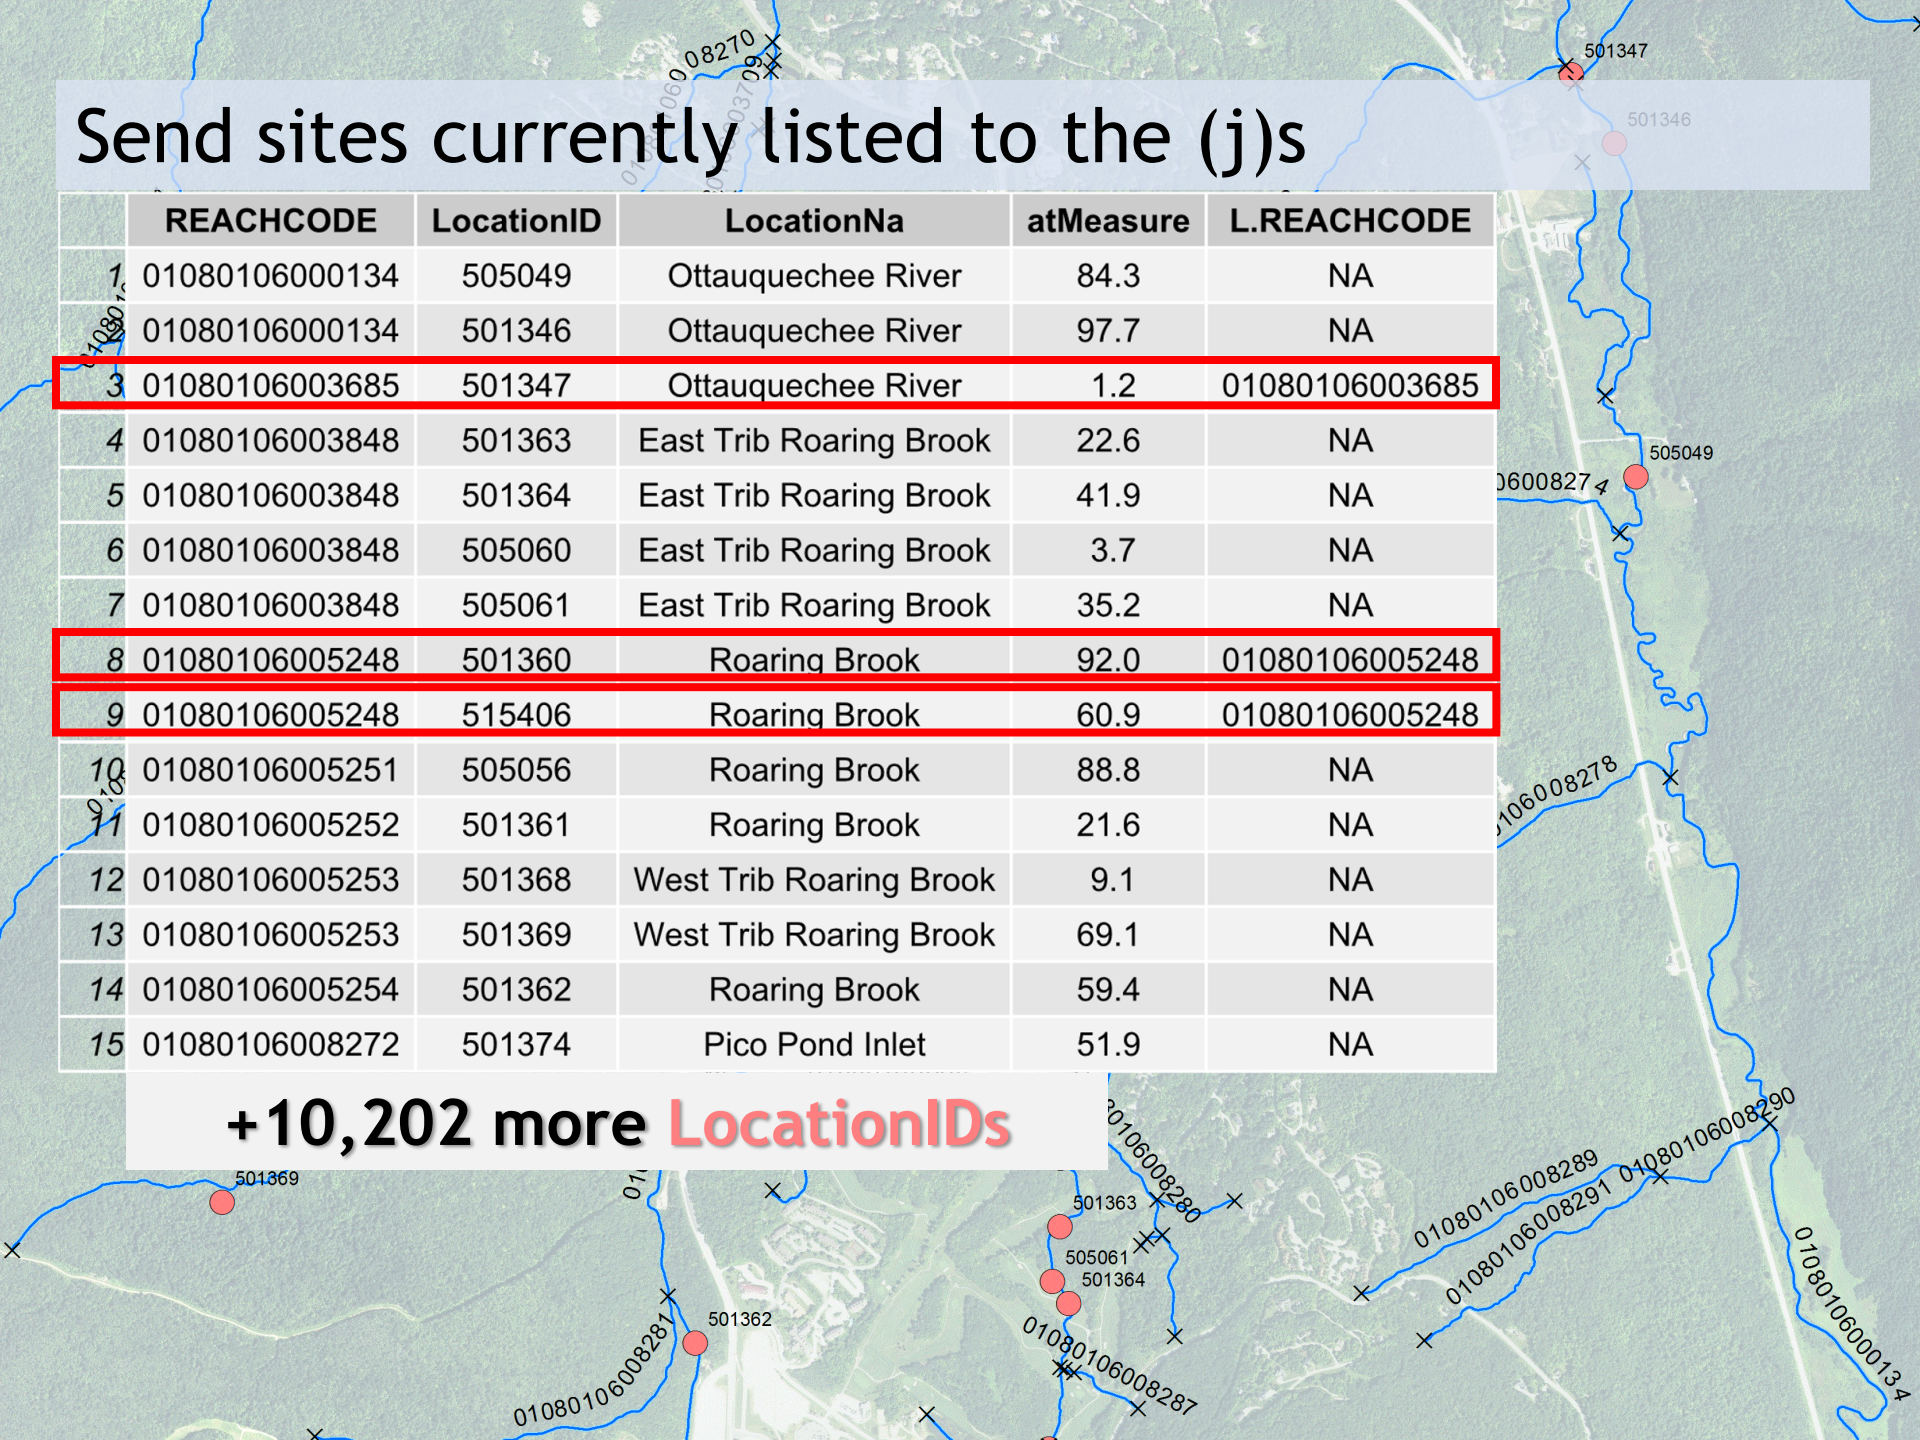 08270
501347
Send sites currently listed to the (j)s
501346
REACHCODE LocationID LocationNa atMeasure L.REACHCODE
1 01080106000134 505049 Ottauquechee River 84.3 NA
2 01080106000134 501346 Ottauquechee River 97.7 NA
3 01080106003685 501347 Ottauquechee River 1.2 01080106003685
4 01080106003848 501363 East Trib Roaring Brook 22.6 NA
5 01080106003848 501364 East Trib Roaring Brook 41.9 NA
6 01080106003848 505060 East Trib Roaring Brook 3.7 NA
7 01080106003848 505061 East Trib Roaring Brook 35.2 NA
8 01080106005248 501360 Roaring Brook 92.0 01080106005248
9 01080106005248 515406 Roaring Brook 60.9 01080106005248
10 01080106005251 505056 Roaring Brook 88.8 NA
11 01080106005252 501361 Roaring Brook 21.6 NA
12 01080106005253 501368 West Trib Roaring Brook 9.1 NA
13 01080106005253 501369 West Trib Roaring Brook 69.1 NA
14 01080106005254 501362 Roaring Brook 59.4 NA
15 01080106008272 501374 Pico Pond Inlet 51.9 NA
505049
0600827 4
1060 08278
+10,202 more LocationIDs
501369
501363
505061
501364
501362
01080106008281
01080106008287
01080106008280
01080106008289
01080106008291
01080106008290
01080106000134